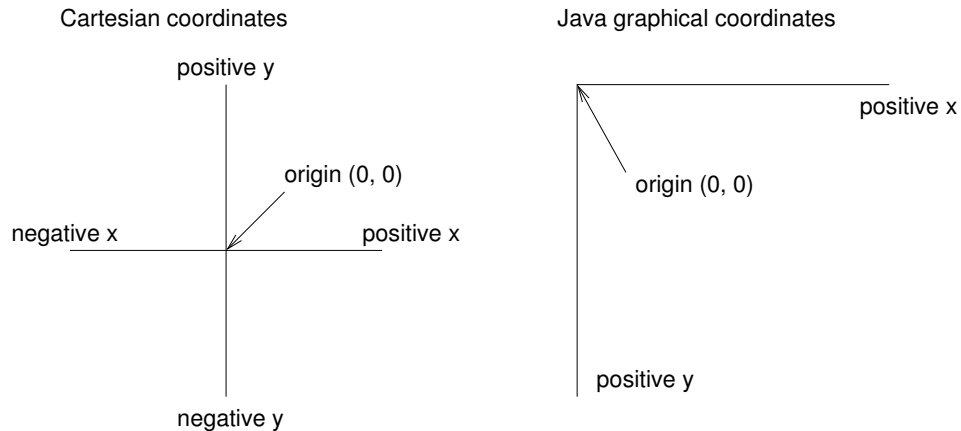 Cartesian coordinates
positive y
origin (0, 0)
negative x
positive x
negative y
Java graphical coordinates
positive x
origin (0, 0)
positive y